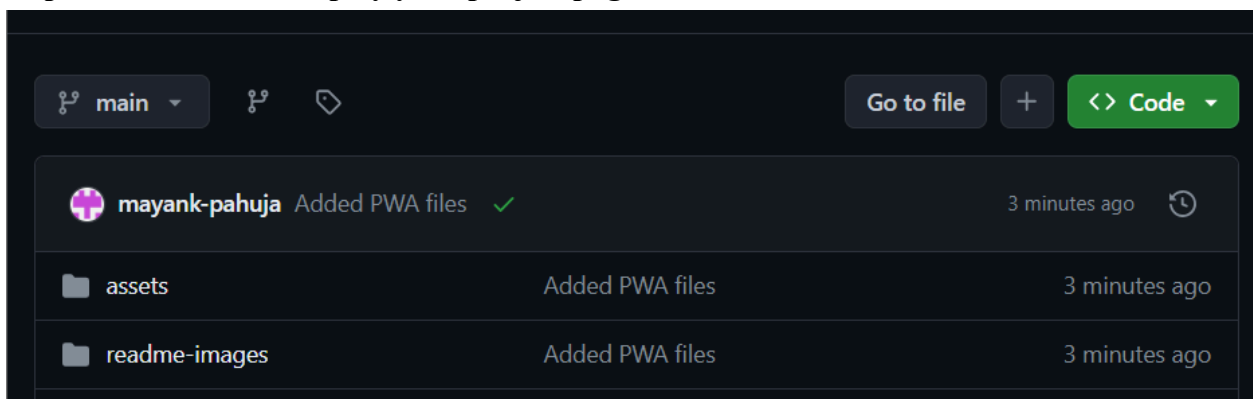 main
Go to file
Code
mayank-pahuja Added PWA files 3 minutes ago
assets Added PWA files 3 minutes ago
readme-images Added PWA files 3 minutes ago